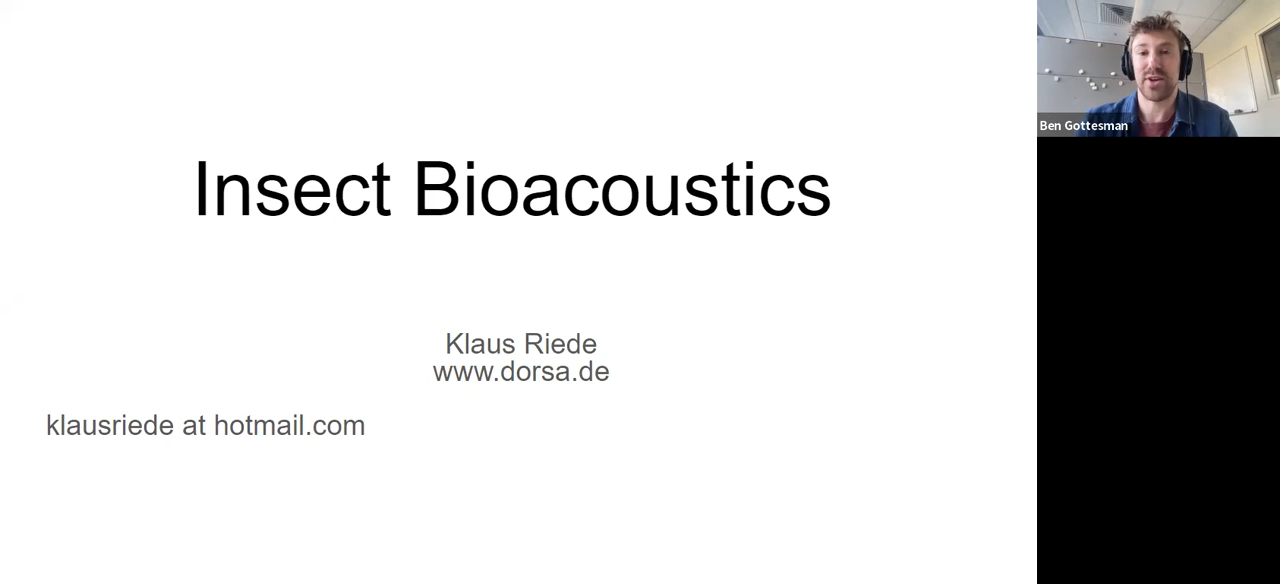 Insect Bioacoustics
Klaus Riede
www.dorsa.de
klausriede at hotmail.com
Ben Gottesman